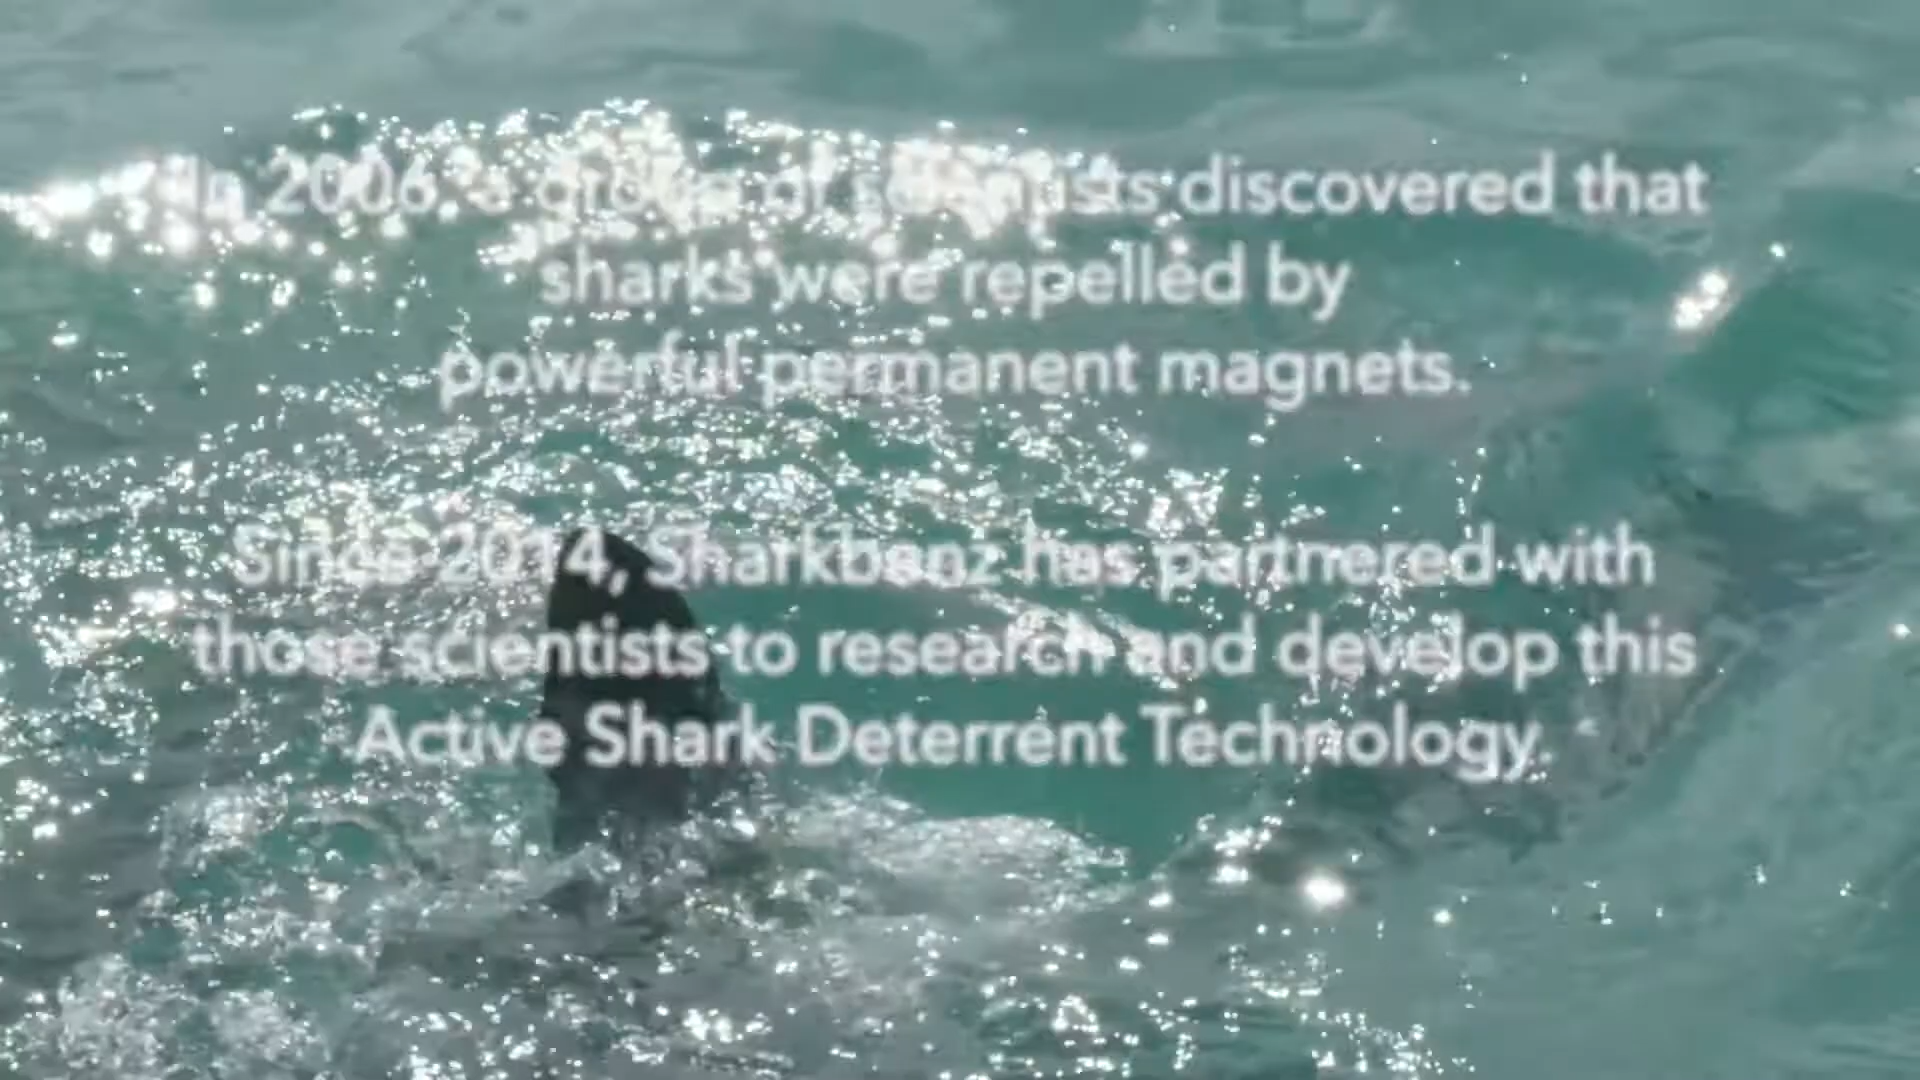 In 2006, a group of scientists discovered that
sharks were repelled by
powerful permanent magnets.
Since 2014, Sharkbanz has partnered with
those scientists to research and develop this
Active Shark Deterrent Technology.